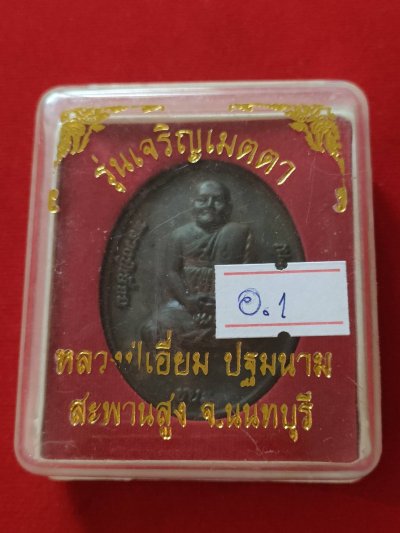 รุ่นเจริญเมตตา
อ.1
หลวงปู่เอี่ยม ปฐมนาม
สะพานสูง จ.นนทบุรี